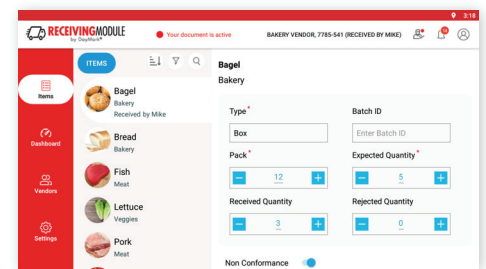 3:18
RECEIVINGMODULE
by DayMark®
Your document is active
BAKERY VENDOR, 7785-541 (RECEIVED BY MIKE)
Items
Dashboard
Vendors
Settings
ITEMS
Bagel
Bakery
Received by Mike
Bread
Bakery
Fish
Meat
Lettuce
Veggies
Pork
Meat
Bagel
Bakery
Type*
Batch ID
Box
Enter Batch ID
Pack*
Expected Quantity*
12
5
Received Quantity
Rejected Quantity
3
0
Non Conformance